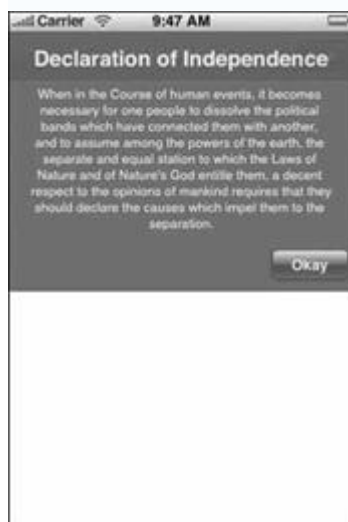 Carrier 9:47 AM
Declaration of Independence
When in the Course of human events, it becomes
necessary for one people to dissolve the political
bands which have connected them with another,
and to assume among the powers of the earth, the
separate and equal station to which the Laws of
Nature and of Nature's God entitle them, a decent
respect to the opinions of mankind requires that they
should declare the causes which impel them to the
separation.
Okay